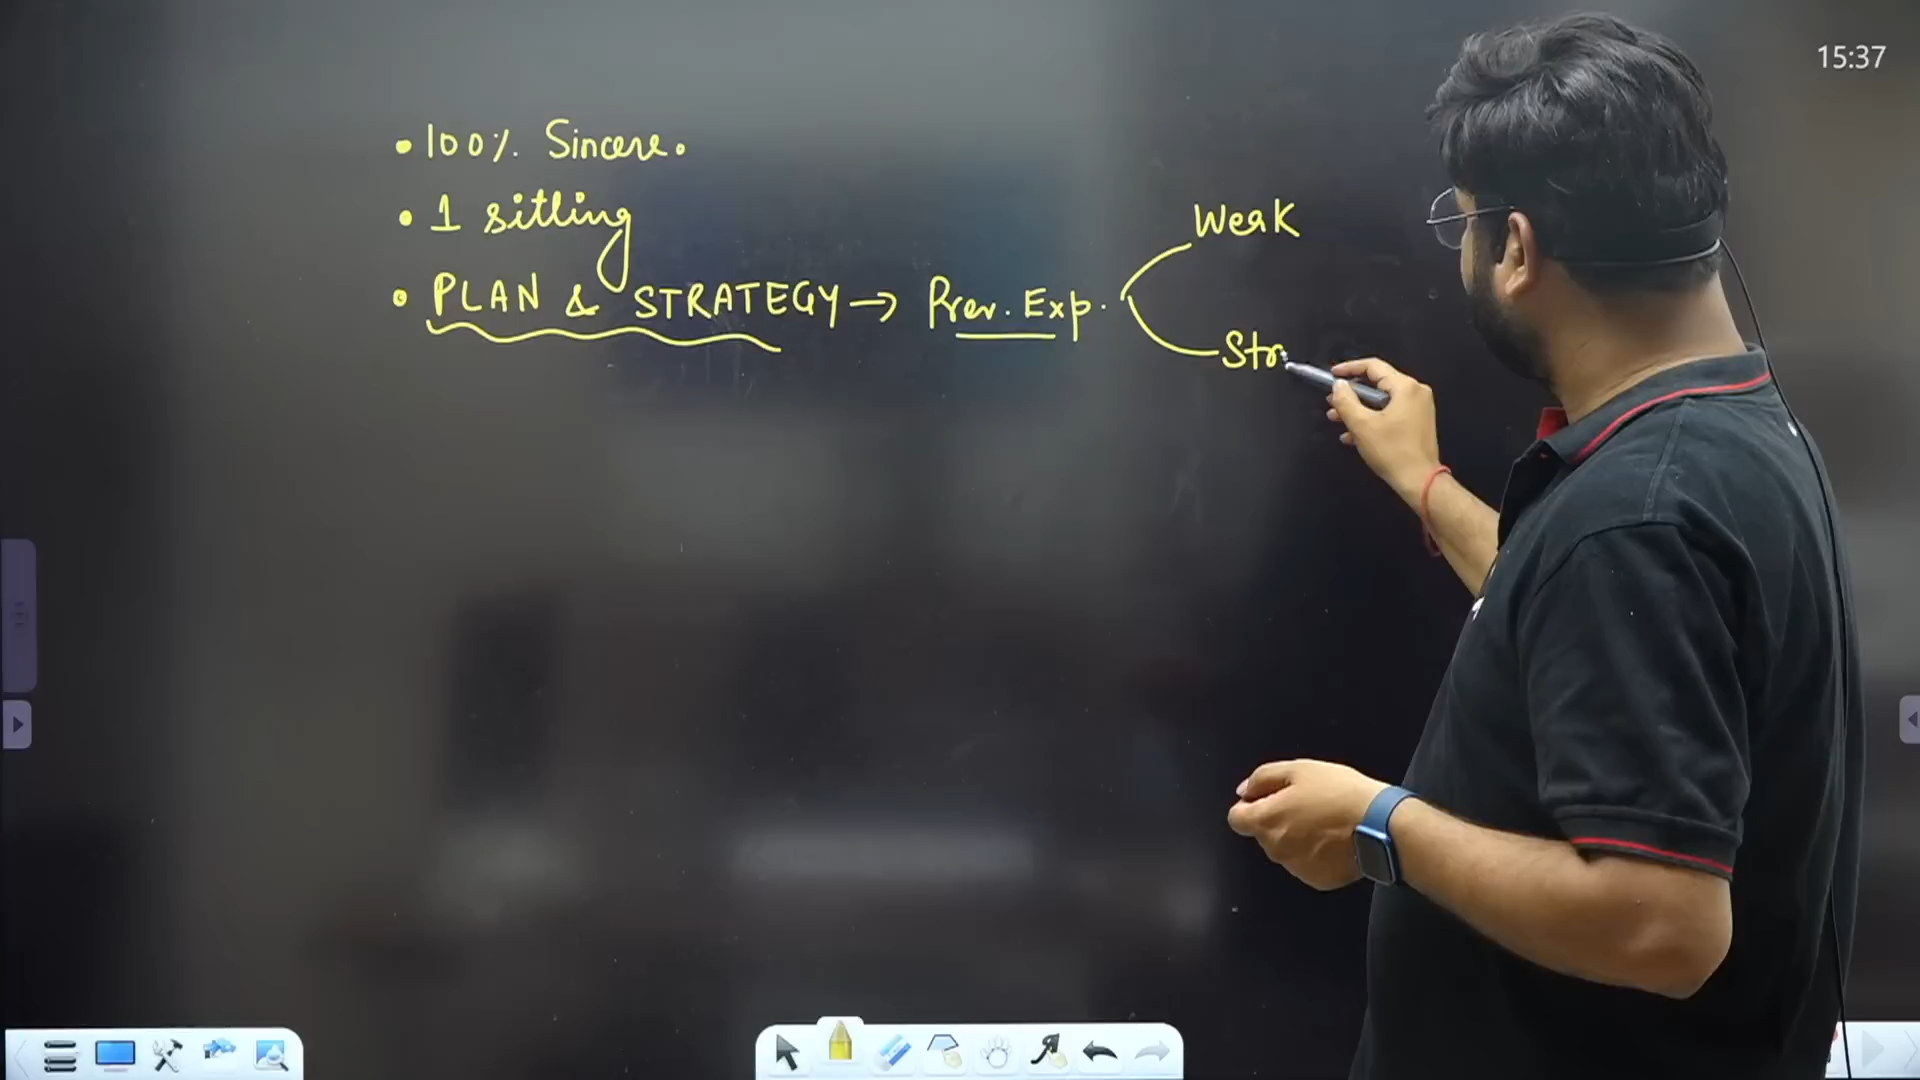 15:37
• 100% Sincere.
• 1 sitting
• PLAN & STRATEGY → Prev. Exp.
Weak
Str